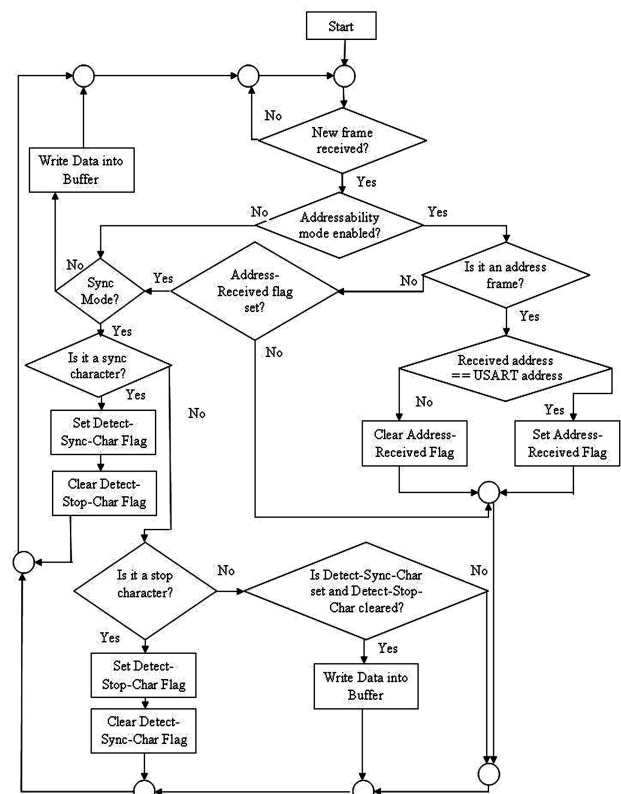 Start
No
New frame
received?
Yes
Write Data into
Buffer
No
Addressability
mode enabled?
Yes
No
Sync
Mode?
Yes
Address-
Received flag
set?
No
Is it an address
frame?
Yes
Yes
Is it a sync
character?
Yes
No
No
Received address
== USART address
No
Yes
Set Detect-
Sync-Char Flag
Clear Address-
Received Flag
Set Address-
Received Flag
Clear Detect-
Stop-Char Flag
Is it a stop
character?
No
Is Detect-Sync-Char
set and Detect-Stop-
Char cleared?
No
Yes
Yes
Set Detect-
Stop-Char Flag
Write Data into
Buffer
Clear Detect-
Sync-Char Flag